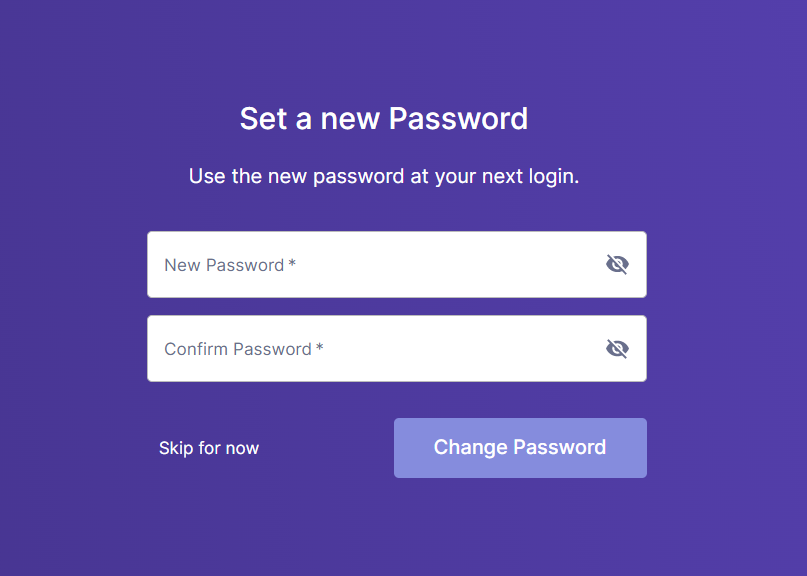 Set a new Password
Use the new password at your next login.
New Password *
Confirm Password *
Skip for now
Change Password